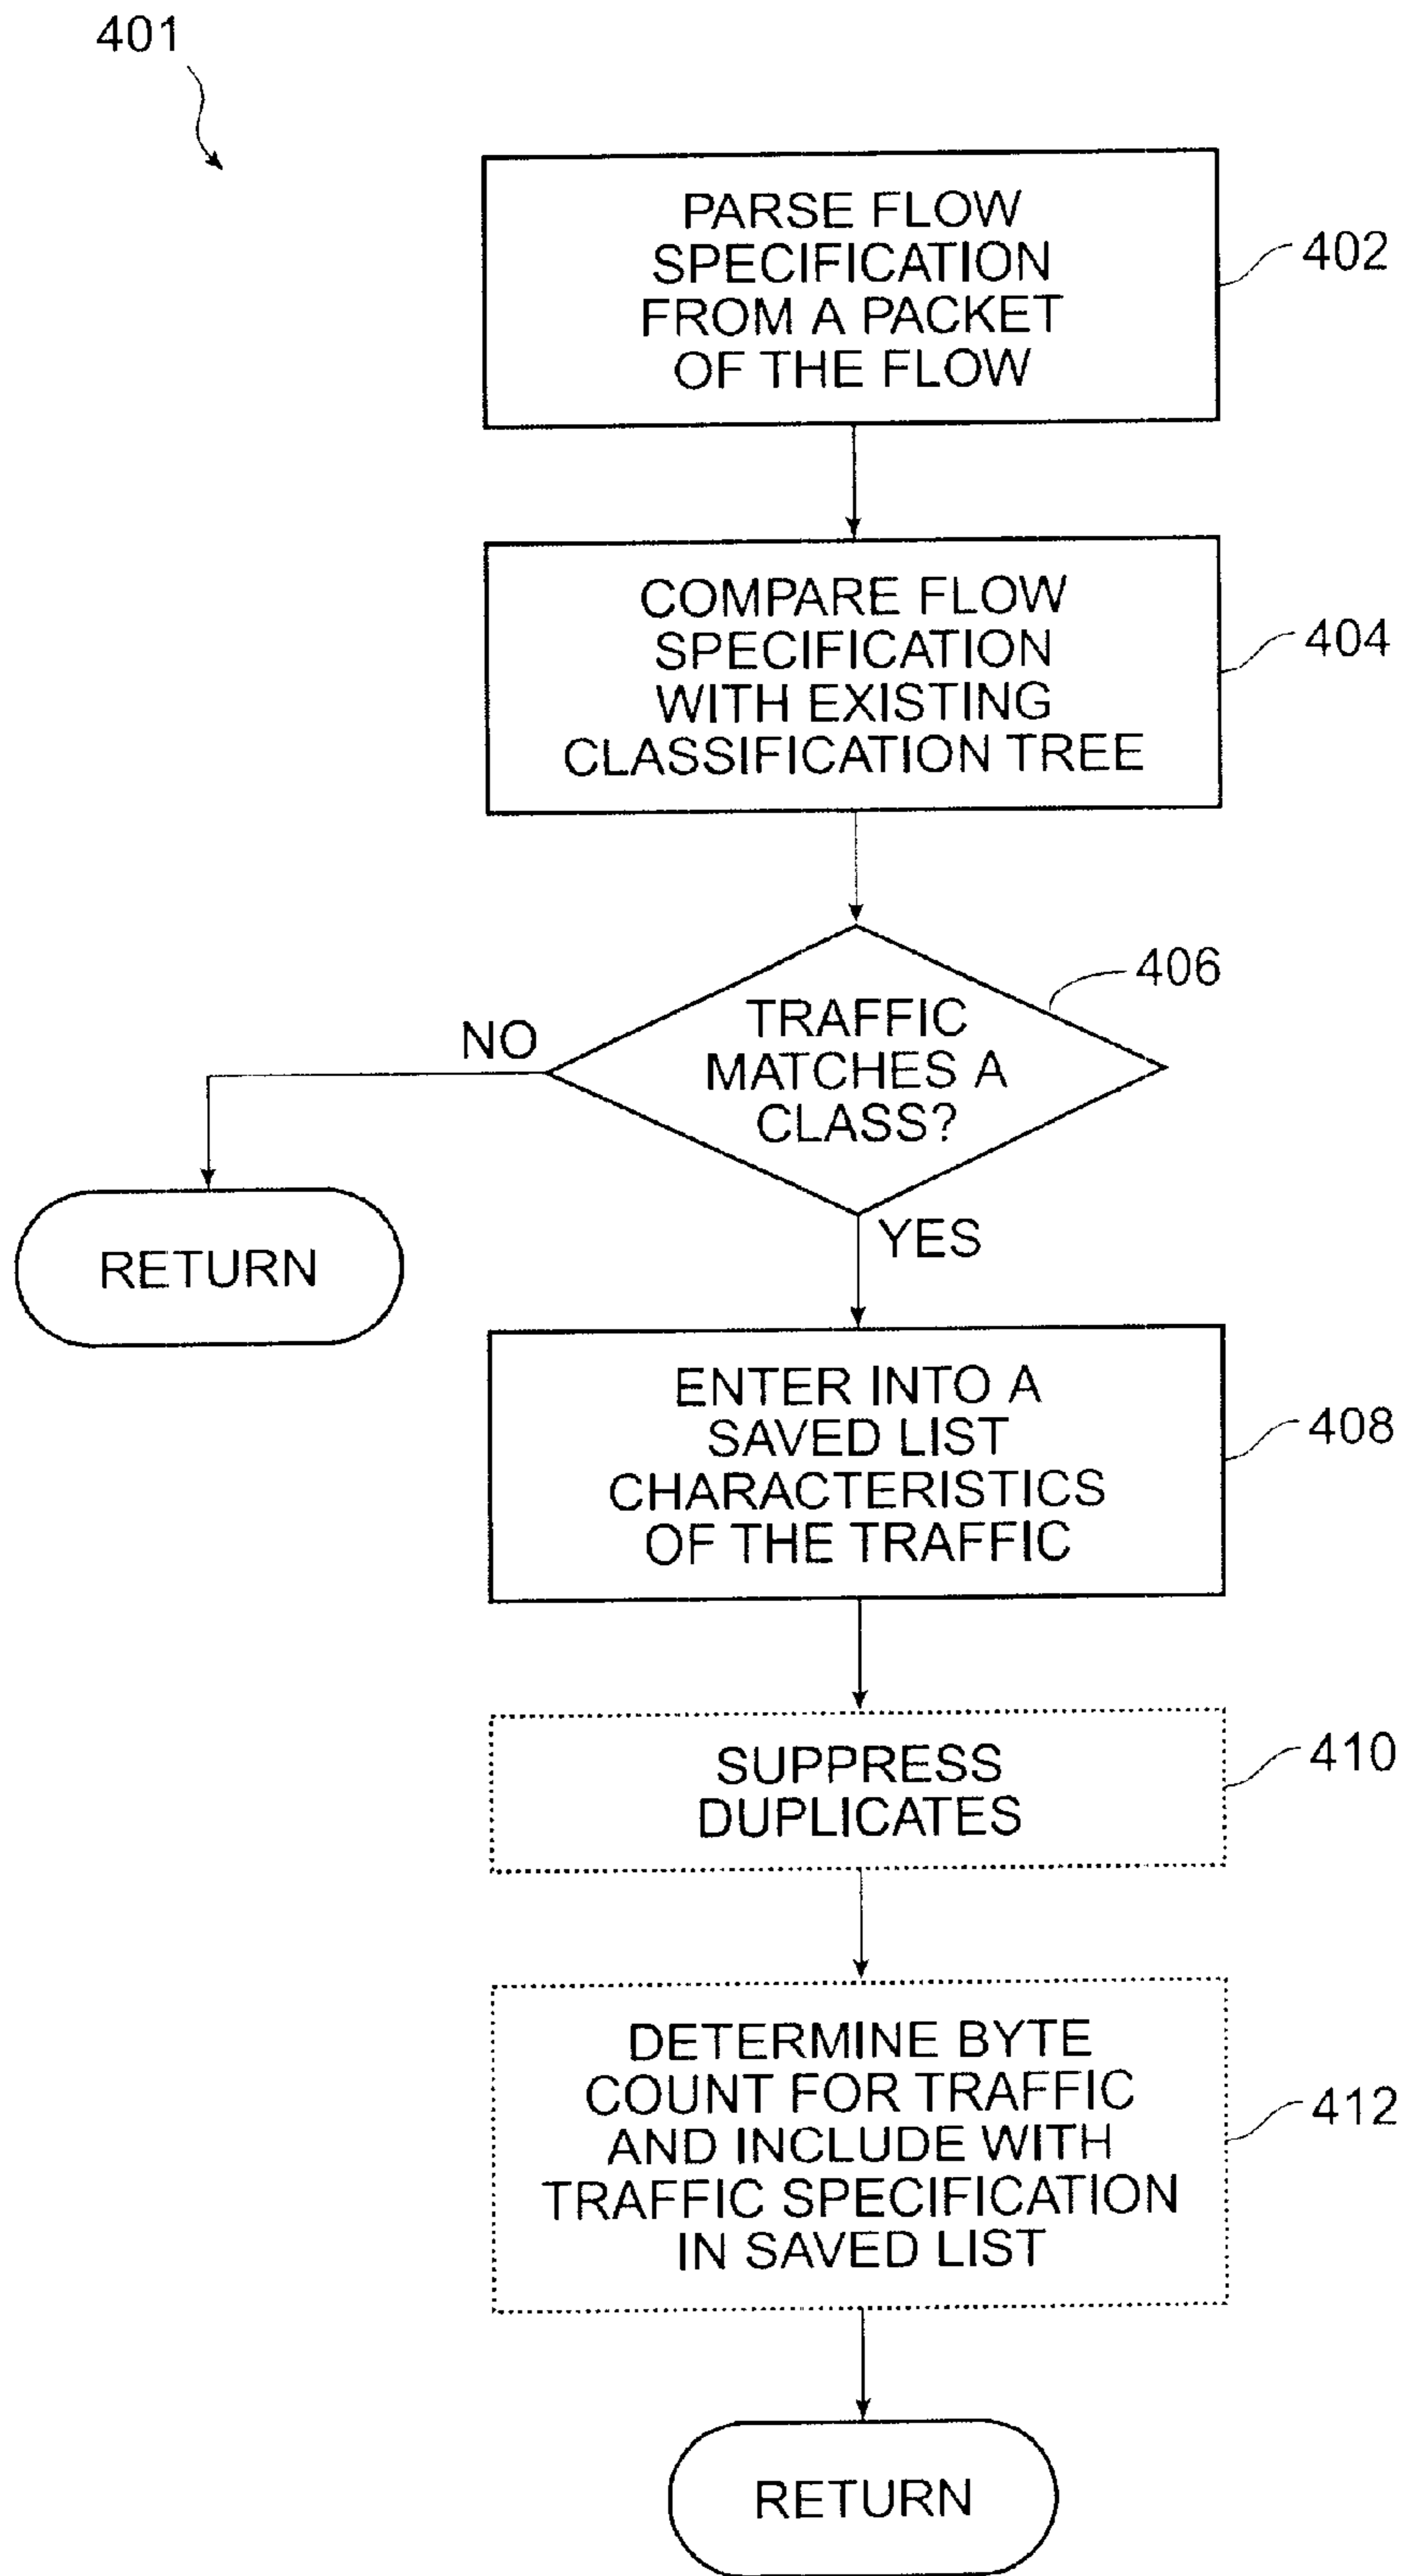 401
PARSE FLOW
SPECIFICATION
FROM A PACKET
OF THE FLOW
402
COMPARE FLOW
SPECIFICATION
WITH EXISTING
CLASSIFICATION TREE
404
TRAFFIC
MATCHES A
CLASS?
406
NO
RETURN
YES
ENTER INTO A
SAVED LIST
CHARACTERISTICS
OF THE TRAFFIC
408
SUPPRESS
DUPLICATES
410
DETERMINE BYTE
COUNT FOR TRAFFIC
AND INCLUDE WITH
TRAFFIC SPECIFICATION
IN SAVED LIST
412
RETURN